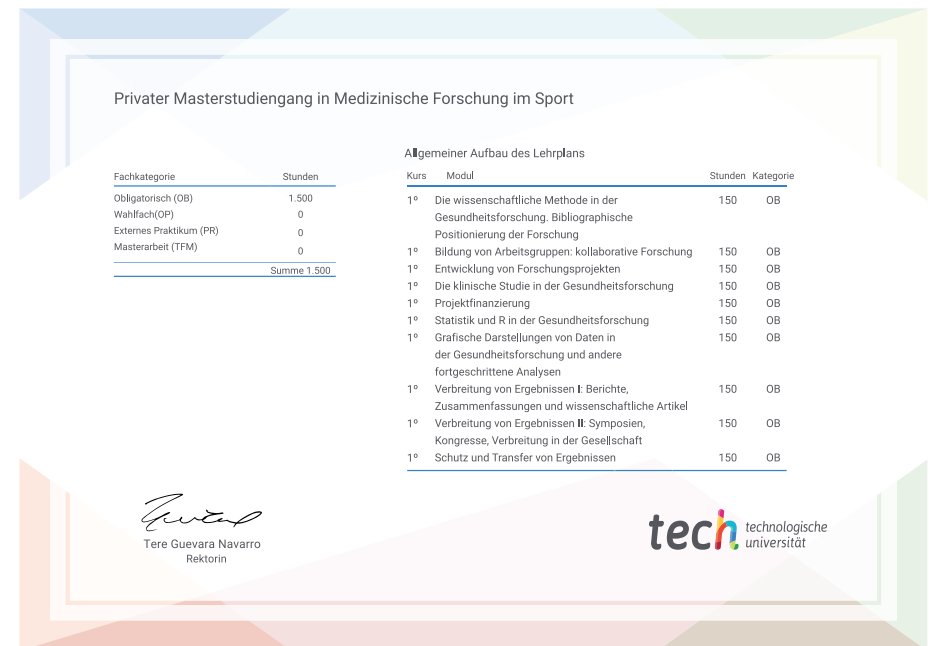 Privater Masterstudiengang in Medizinische Forschung im Sport
Fachkategorie Stunden
Obligatorisch (OB) 1.500
Wahlfach(OP) 0
Externes Praktikum (PR) 0
Masterarbeit (TFM) 0
Summe 1.500
Allgemeiner Aufbau des Lehrplans
Kurs Modul Stunden Kategorie
1º Die wissenschaftliche Methode in der 150 OB
Gesundheitsforschung. Bibliographische
Positionierung der Forschung
1º Bildung von Arbeitsgruppen: kollaborative Forschung 150 OB
1º Entwicklung von Forschungsprojekten 150 OB
1º Die klinische Studie in der Gesundheitsforschung 150 OB
1º Projektfinanzierung 150 OB
1º Statistik und R in der Gesundheitsforschung 150 OB
1º Grafische Darstellungen von Daten in 150 OB
der Gesundheitsforschung und andere
fortgeschrittene Analysen
1º Verbreitung von Ergebnissen I: Berichte, 150 OB
Zusammenfassungen und wissenschaftliche Artikel
1º Verbreitung von Ergebnissen II: Symposien, 150 OB
Kongresse, Verbreitung in der Gesellschaft
1º Schutz und Transfer von Ergebnissen 150 OB
Tere Guevara Navarro
Rektorin
tech technologische
universität